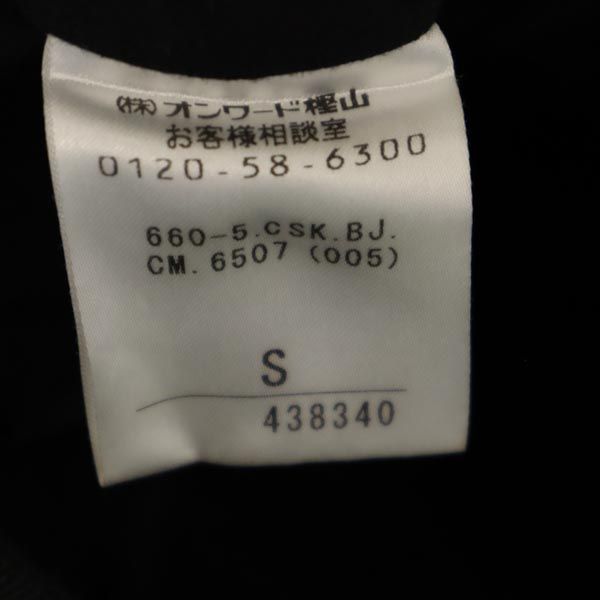 (株)オンワード樫山
お客様相談室
0120-58-6300
660-5.CSK.BJ.
CM. 6507 (005)
S
438340